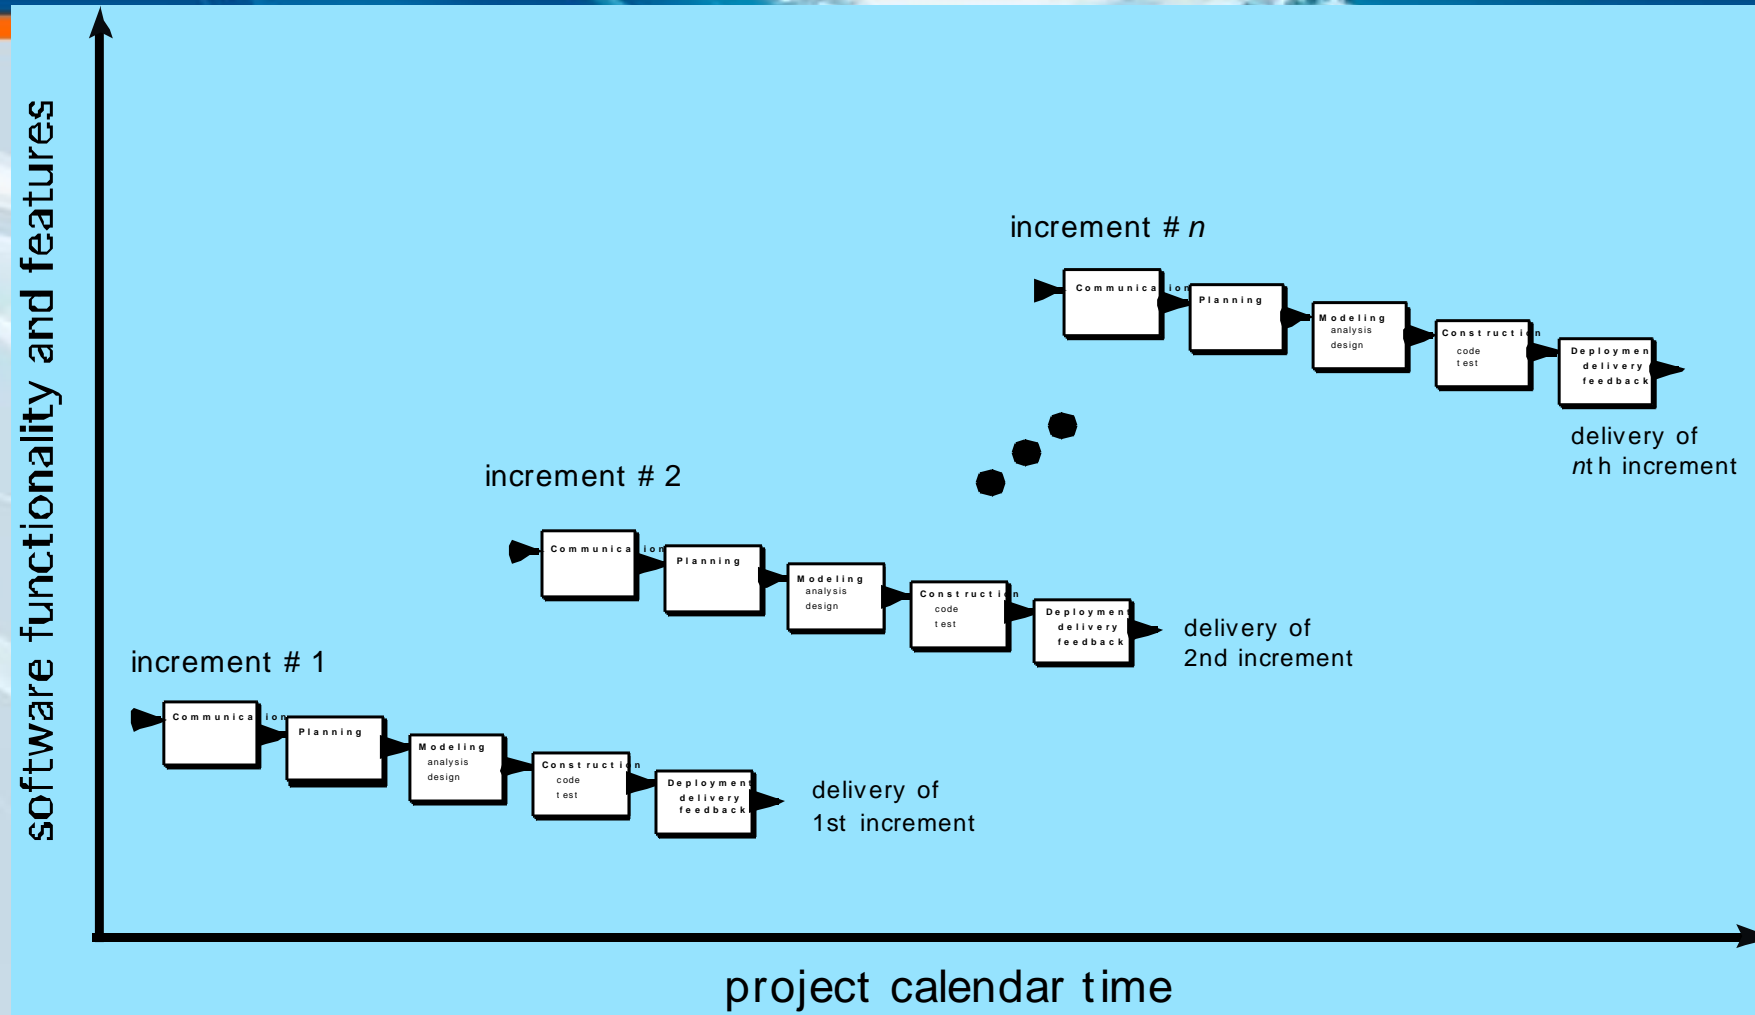 software functionality and features
increment # n
Communication
Planning
Modeling
analysis
design
Construction
code
test
Deployment
delivery
feedback
delivery of
nth increment
increment # 2
Communication
Planning
Modeling
analysis
design
Construction
code
test
Deployment
delivery
feedback
delivery of
2nd increment
increment # 1
Communication
Planning
Modeling
analysis
design
Construction
code
test
Deployment
delivery
feedback
delivery of
1st increment
project calendar time